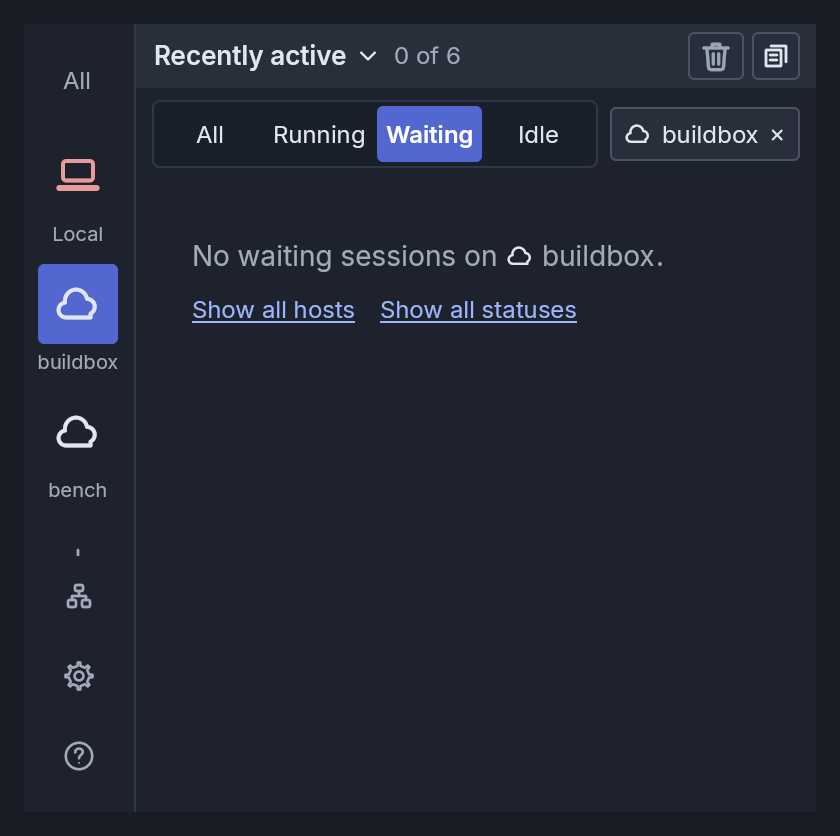 All
Local
buildbox
bench
Recently active 0 of 6
All Running Waiting Idle buildbox ×
No waiting sessions on buildbox.
Show all hosts Show all statuses